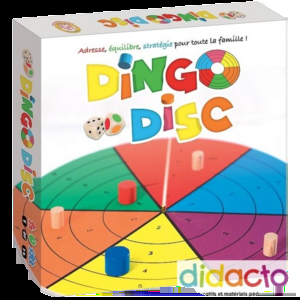 Adresse, équilibre, stratégie pour toute la famille !
DINGO
DISC
DINGO DISC
didacto